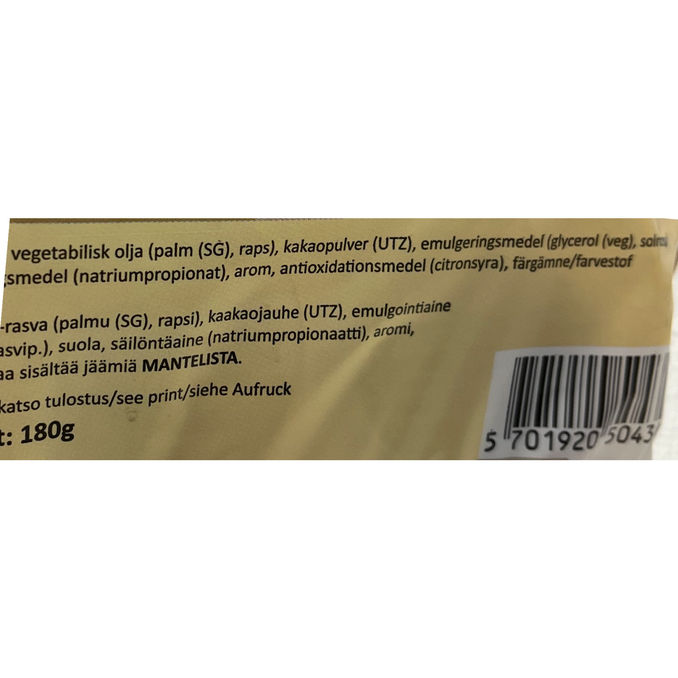 vegetabilisk olja (palm (SG), raps), kakaopulver (UTZ), emulgeringsmedel (glycerol (veg),
gsmedel (natriumpropionat), arom, antioxidationsmedel (citronsyra), färgämne/farvestof
-rasva (palmu (SG), rapsi), kaakaojauhe (UTZ), emulgointiaine
asvip.), suola, säilöntäaine (natriumpropionaatti), aromi,
aa sisältää jäämiä MANTELISTA.
katso tulostus/see print/siehe Aufruck
t: 180g
5 701920 5043